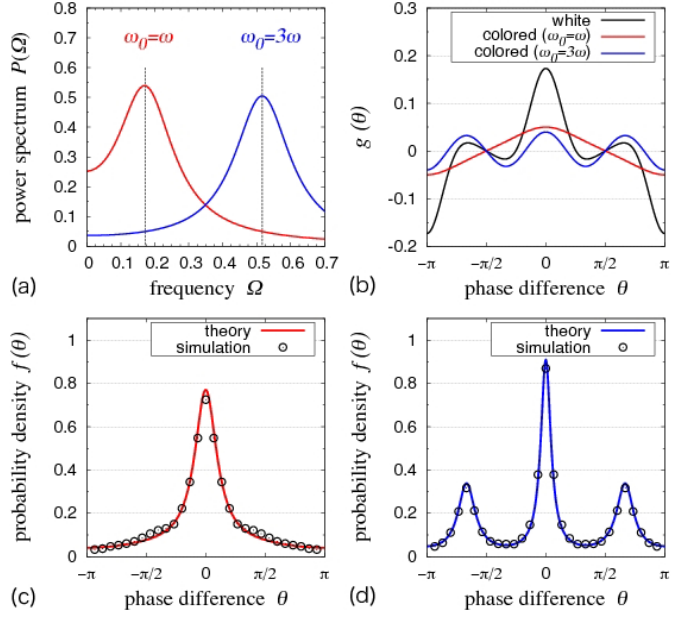 0.8
0.7
0.6
0.5
0.4
0.3
0.2
0.1
0
power spectrum P(Ω)
ω₀=ω
ω₀=3ω
0 0.1 0.2 0.3 0.4 0.5 0.6 0.7
(a) frequency Ω
0.3
0.2
0.1
0
-0.1
-0.2
g (θ)
white
colored (ω₀=ω)
colored (ω₀=3ω)
−π −π/2 0 π/2 π
(b) phase difference θ
1
0.8
0.6
0.4
0.2
0
probability density f (θ)
theory
simulation
−π −π/2 0 π/2 π
(c) phase difference θ
1
0.8
0.6
0.4
0.2
0
probability density f (θ)
theory
simulation
−π −π/2 0 π/2 π
(d) phase difference θ